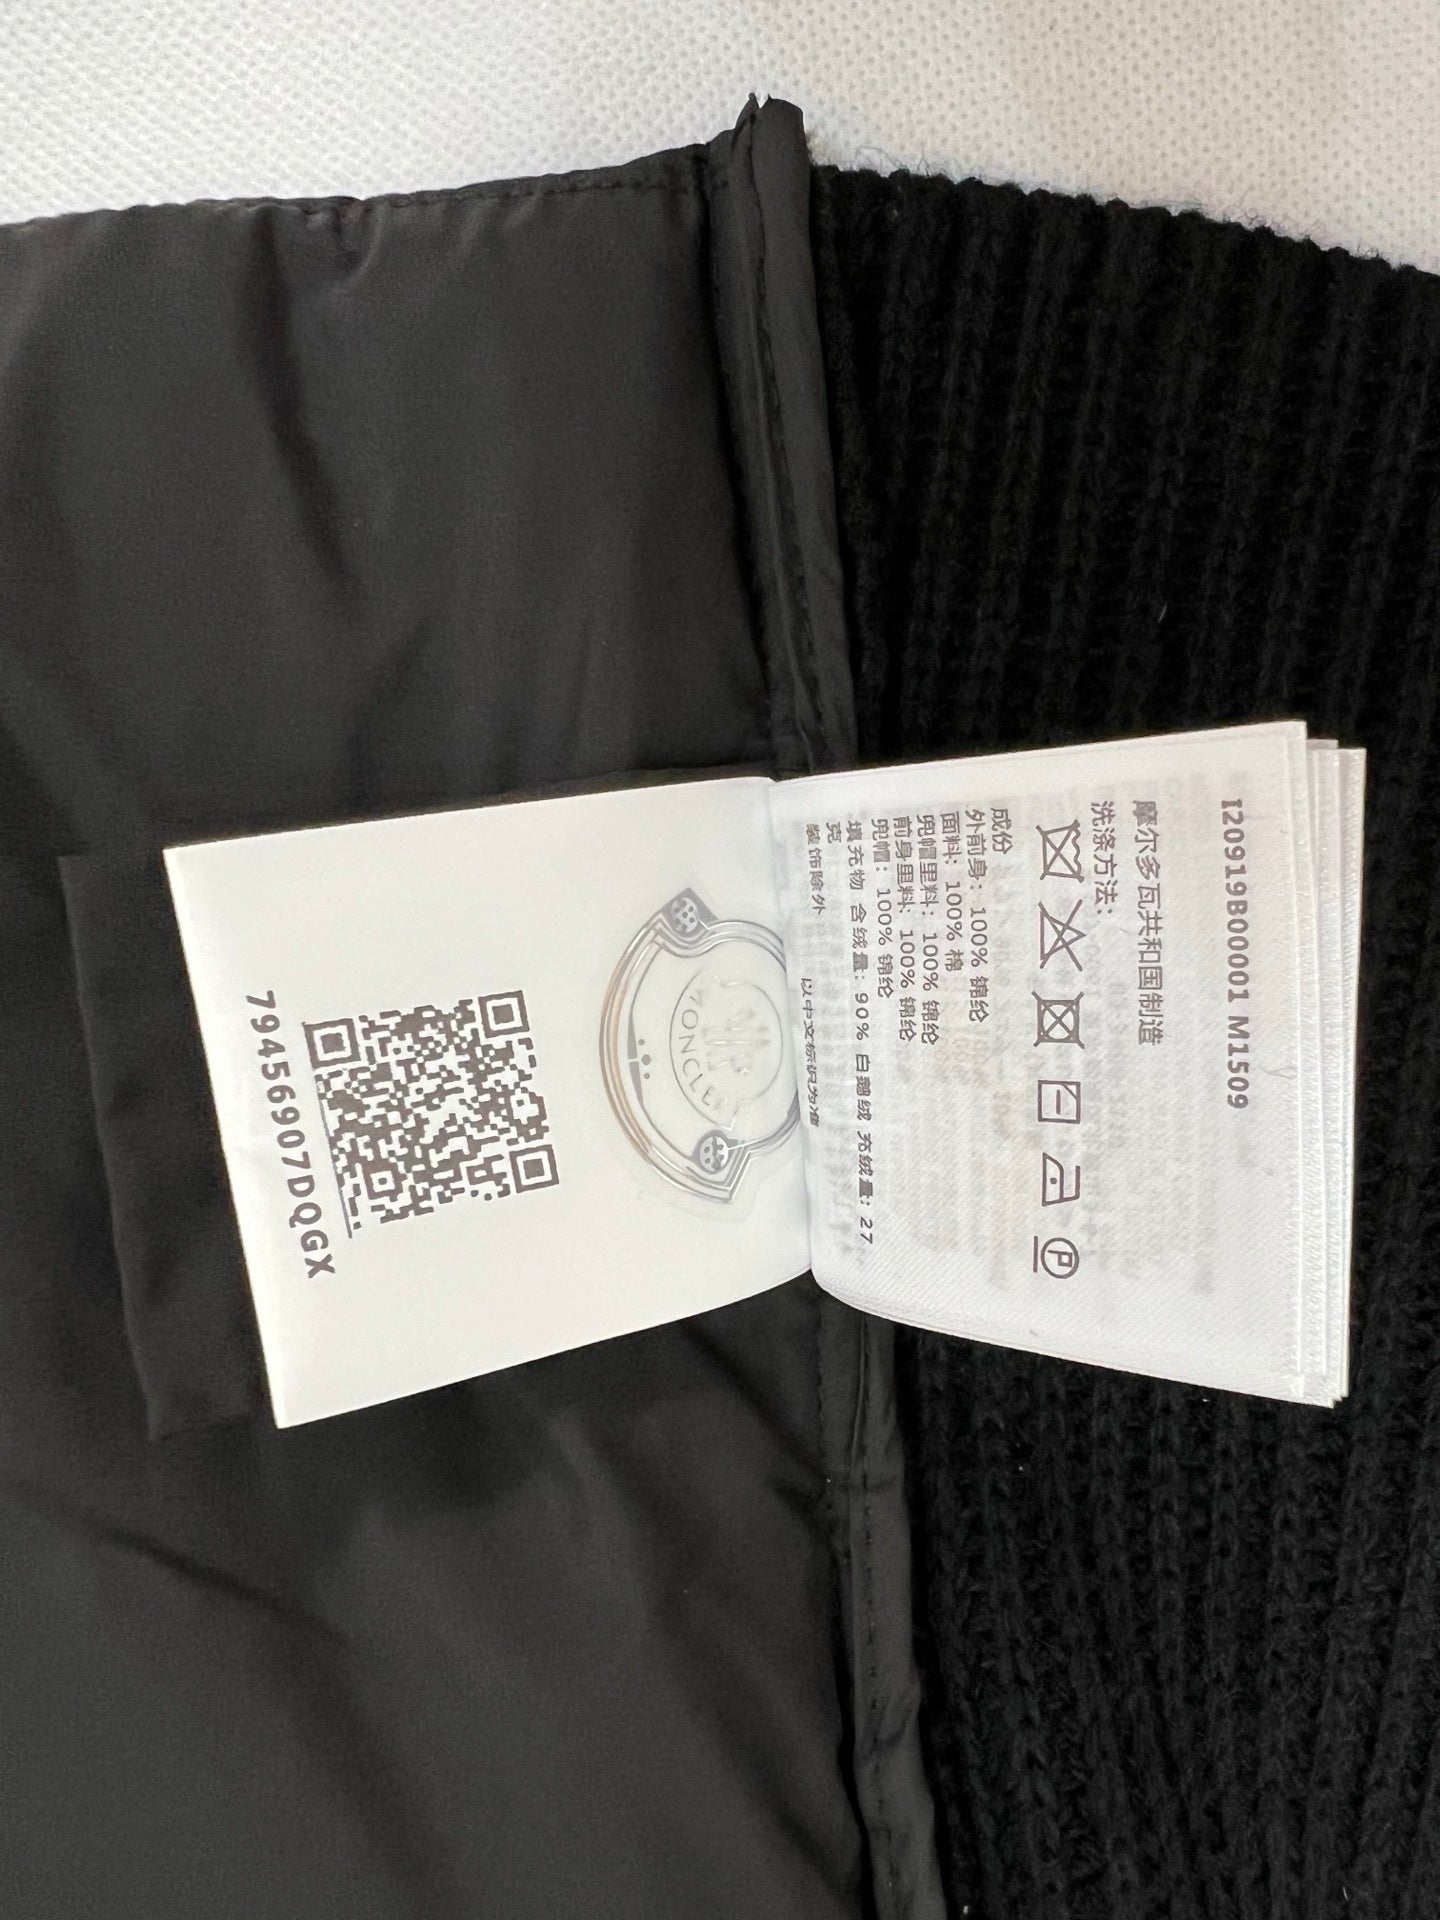 I20919B00001 M1509
摩尔多瓦共和国制造
洗涤方法：
P
成份
外前身： 100% 锦纶
面料： 100% 棉
兜帽里料： 100% 锦纶
前身里料： 100% 锦纶
兜帽： 100% 锦纶
填充物 含绒量： 90% 白鹅绒 充绒量： 27
克
装饰除外
以中文标识为准
MONCLER
79456907DQGX